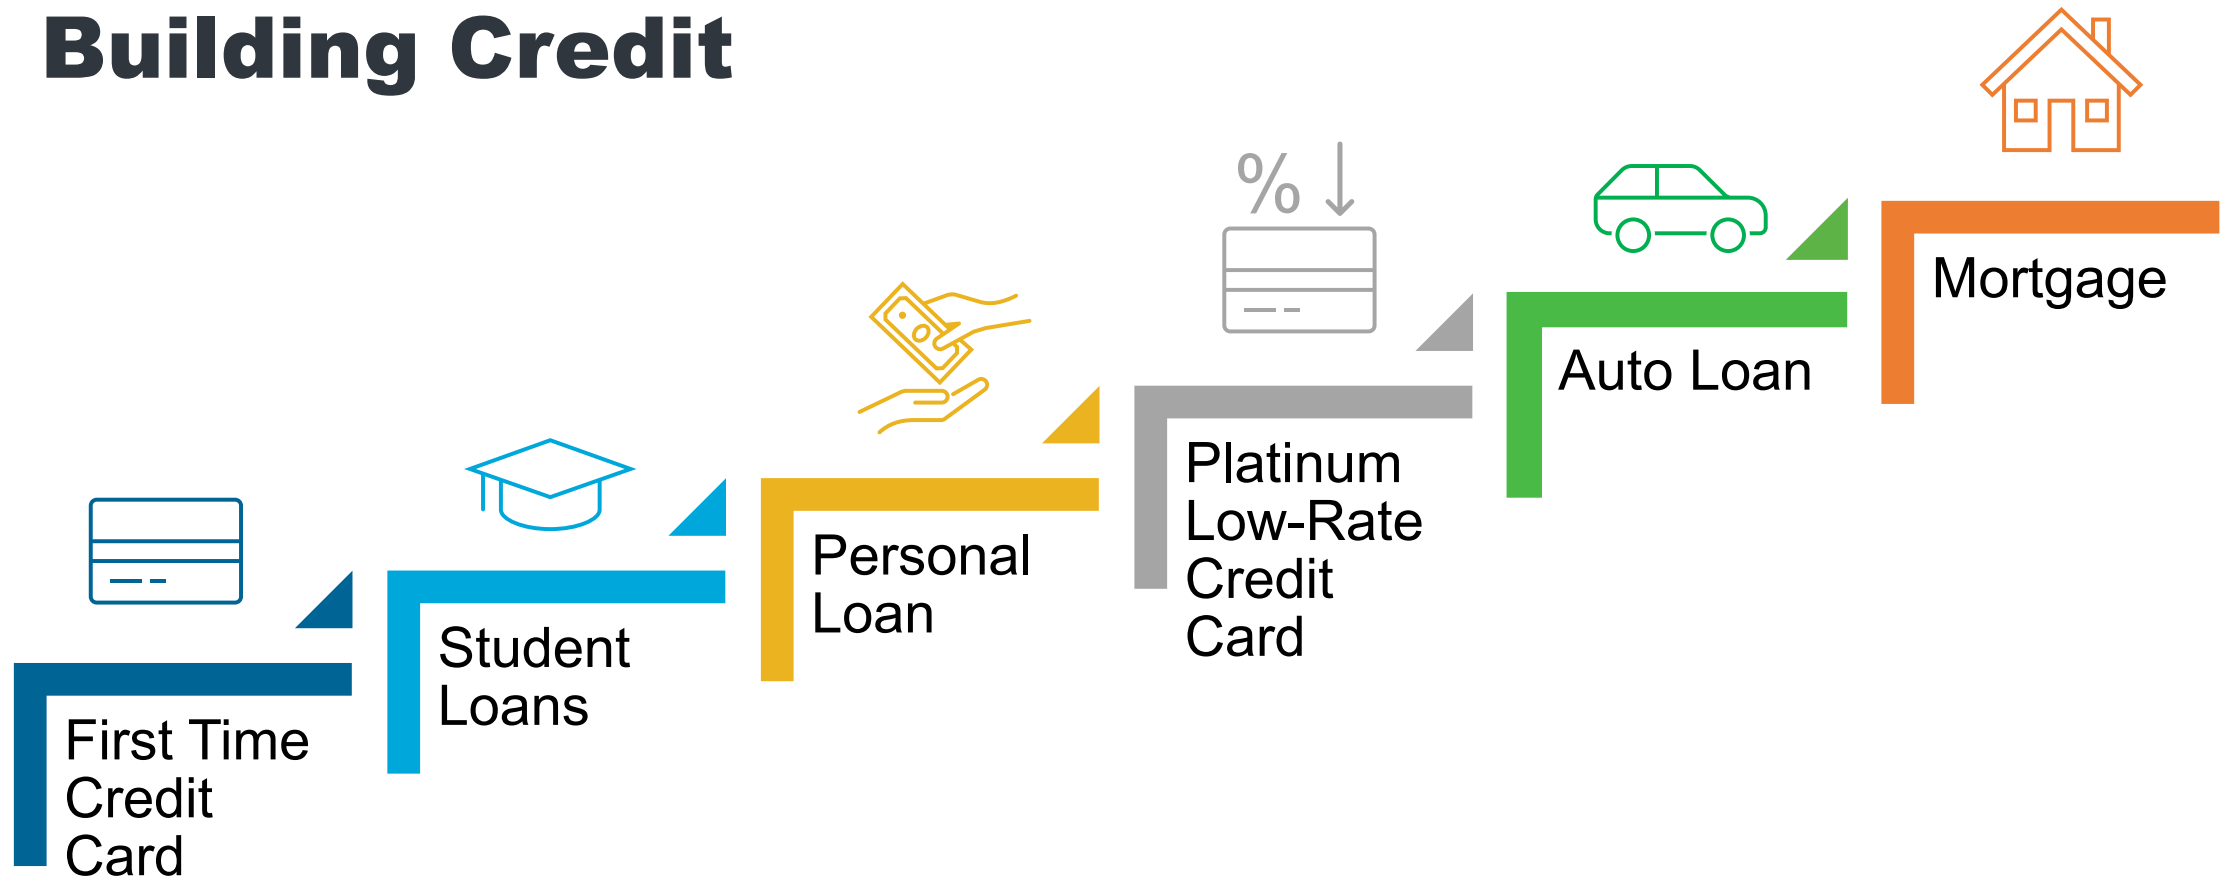 Building Credit
%
First Time
Credit
Card
Student
Loans
Personal
Loan
Platinum
Low-Rate
Credit
Card
Auto Loan
Mortgage